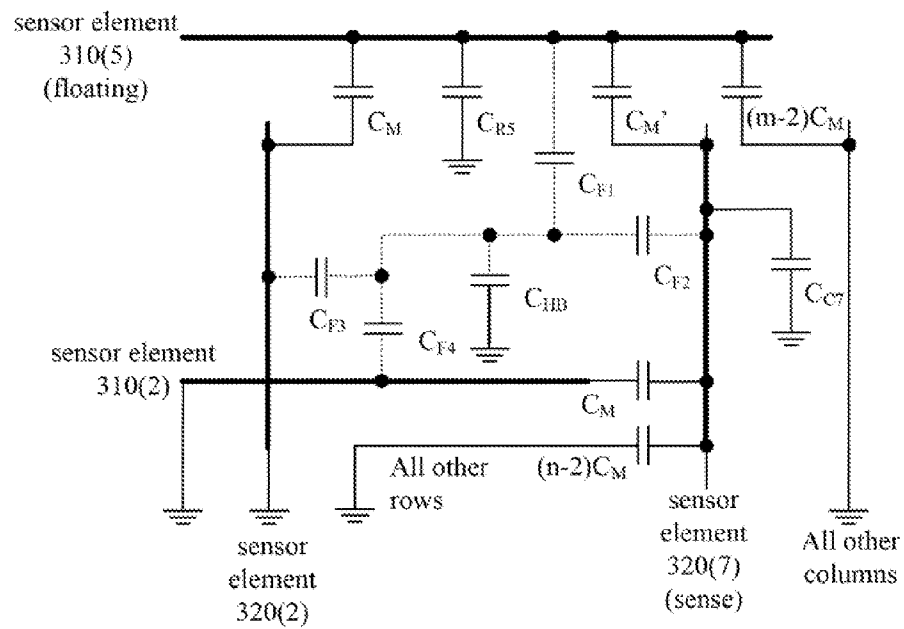 sensor element
310(5)
(floating)
C_M
C_R5
C_M'
(m-2)C_M
C_F1
C_F2
C_C7
C_F3
C_HB
C_F4
sensor element
310(2)
C_M
All other
rows
(n-2)C_M
sensor
element
320(2)
sensor
element
320(7)
(sense)
All other
columns